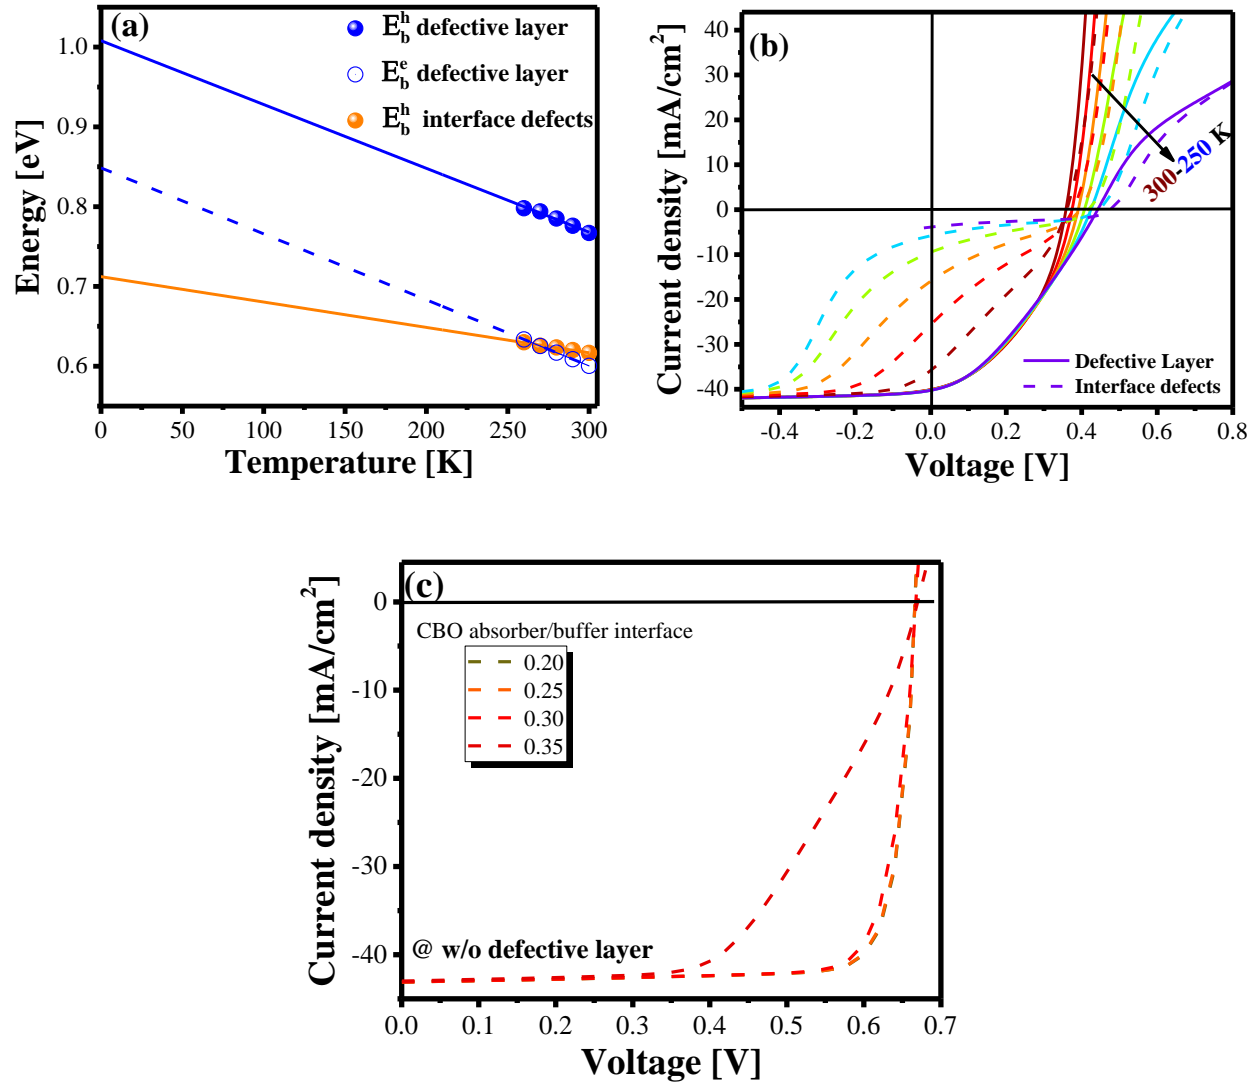 (a)
E_b^h defective layer
E_b^e defective layer
E_b^h interface defects
1.0
0.9
0.8
0.7
0.6
Energy [eV]
0 50 100 150 200 250 300
Temperature [K]
(b)
40
30
20
10
0
-10
-20
-30
-40
Current density [mA/cm²]
300-250 K
Defective Layer
Interface defects
-0.4 -0.2 0.0 0.2 0.4 0.6 0.8
Voltage [V]
(c)
0
-10
-20
-30
-40
Current density [mA/cm²]
CBO absorber/buffer interface
0.20
0.25
0.30
0.35
@ w/o defective layer
0.0 0.1 0.2 0.3 0.4 0.5 0.6 0.7
Voltage [V]